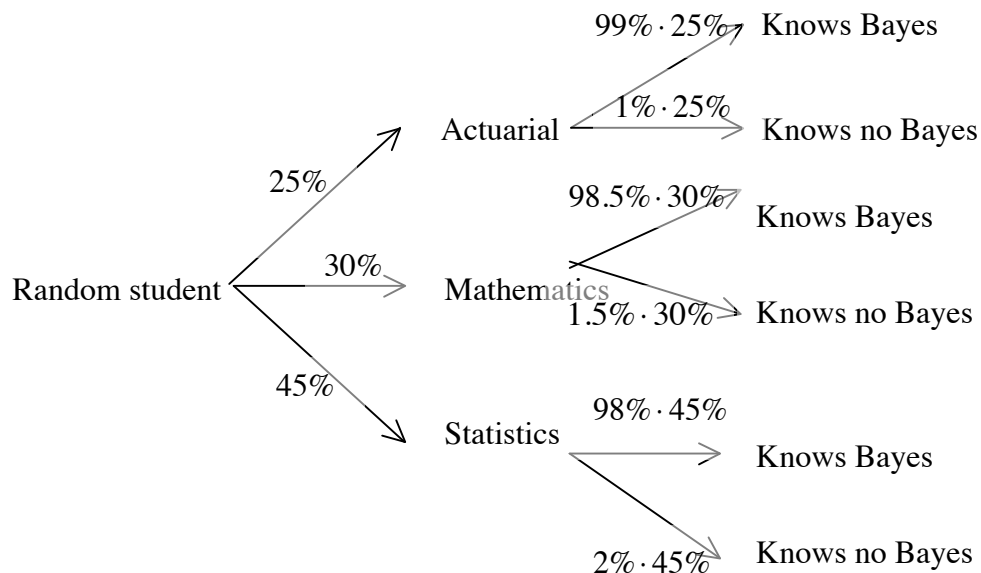 99% · 25%
Knows Bayes
1% · 25%
Actuarial
Knows no Bayes
25%
98.5% · 30%
Knows Bayes
30%
Random student
Mathematics
1.5% · 30%
Knows no Bayes
45%
98% · 45%
Statistics
Knows Bayes
2% · 45%
Knows no Bayes